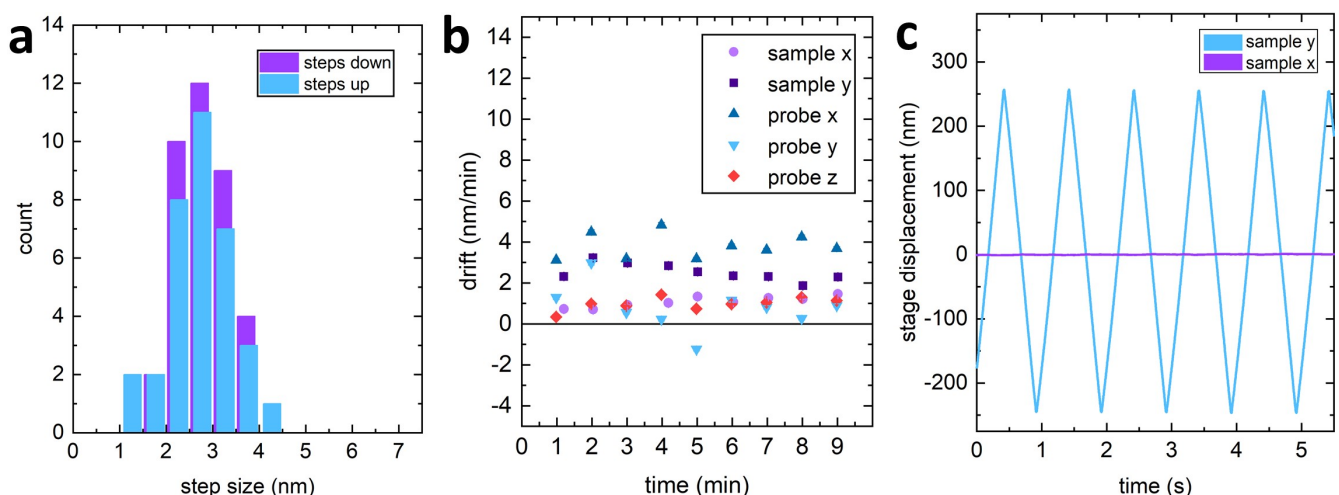 a
14
12
10
8
6
4
2
0
count
steps down
steps up
0 1 2 3 4 5 6 7
step size (nm)
b
14
12
10
8
6
4
2
0
-2
-4
drift (nm/min)
sample x
sample y
probe x
probe y
probe z
0 1 2 3 4 5 6 7 8 9
time (min)
c
300
200
100
0
-100
-200
stage displacement (nm)
sample y
sample x
0 1 2 3 4 5
time (s)